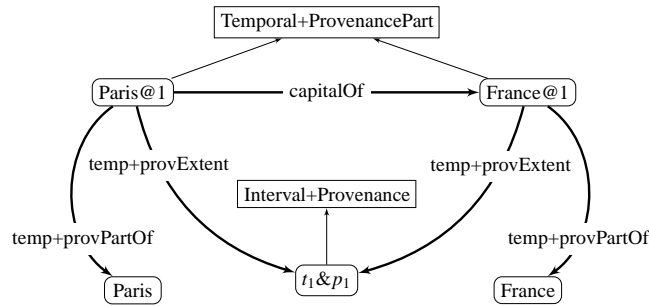 Temporal+ProvenancePart
Paris@1 capitalOf France@1
temp+provExtent temp+provExtent
Interval+Provenance
temp+provPartOf temp+provPartOf
Paris t₁&p₁ France